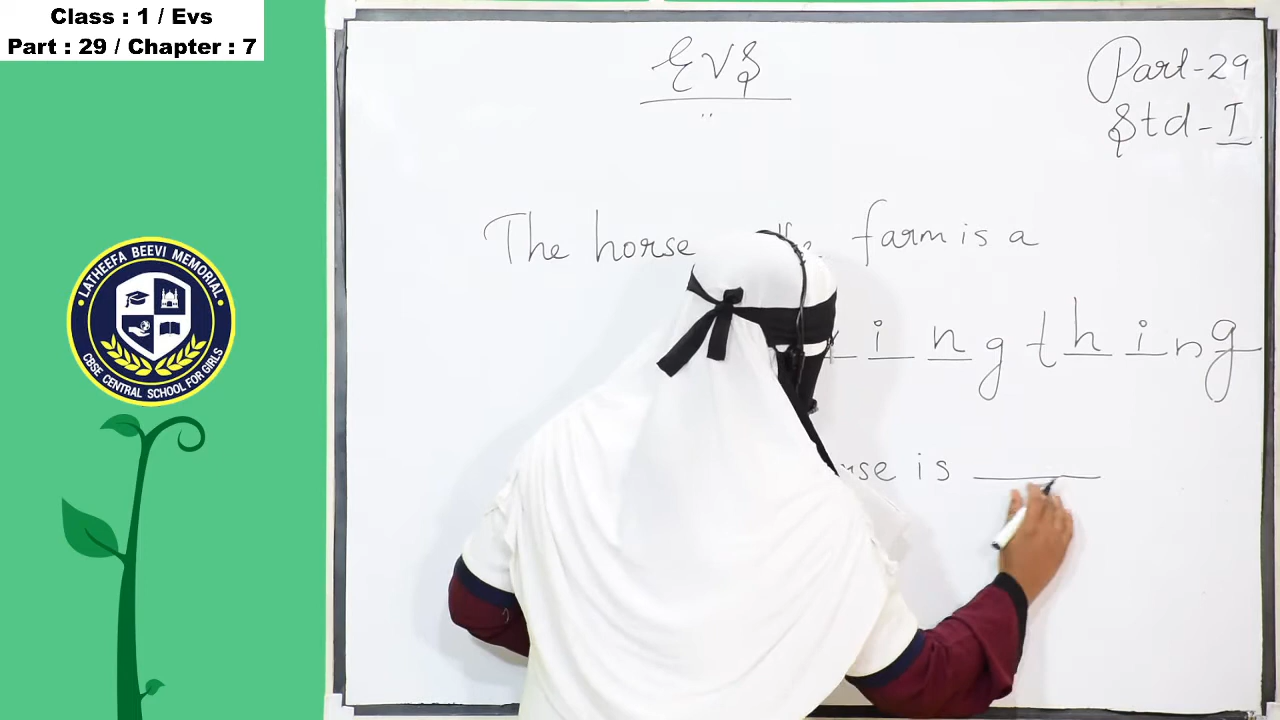 Class : 1 / Evs
Part : 29 / Chapter : 7
EVS
Part-29
Std-I
LATHEEFA BEEVI MEMORIAL
CBSE CENTRAL SCHOOL FOR GIRLS
The horse farm is a
i n g t h i n g
is ____